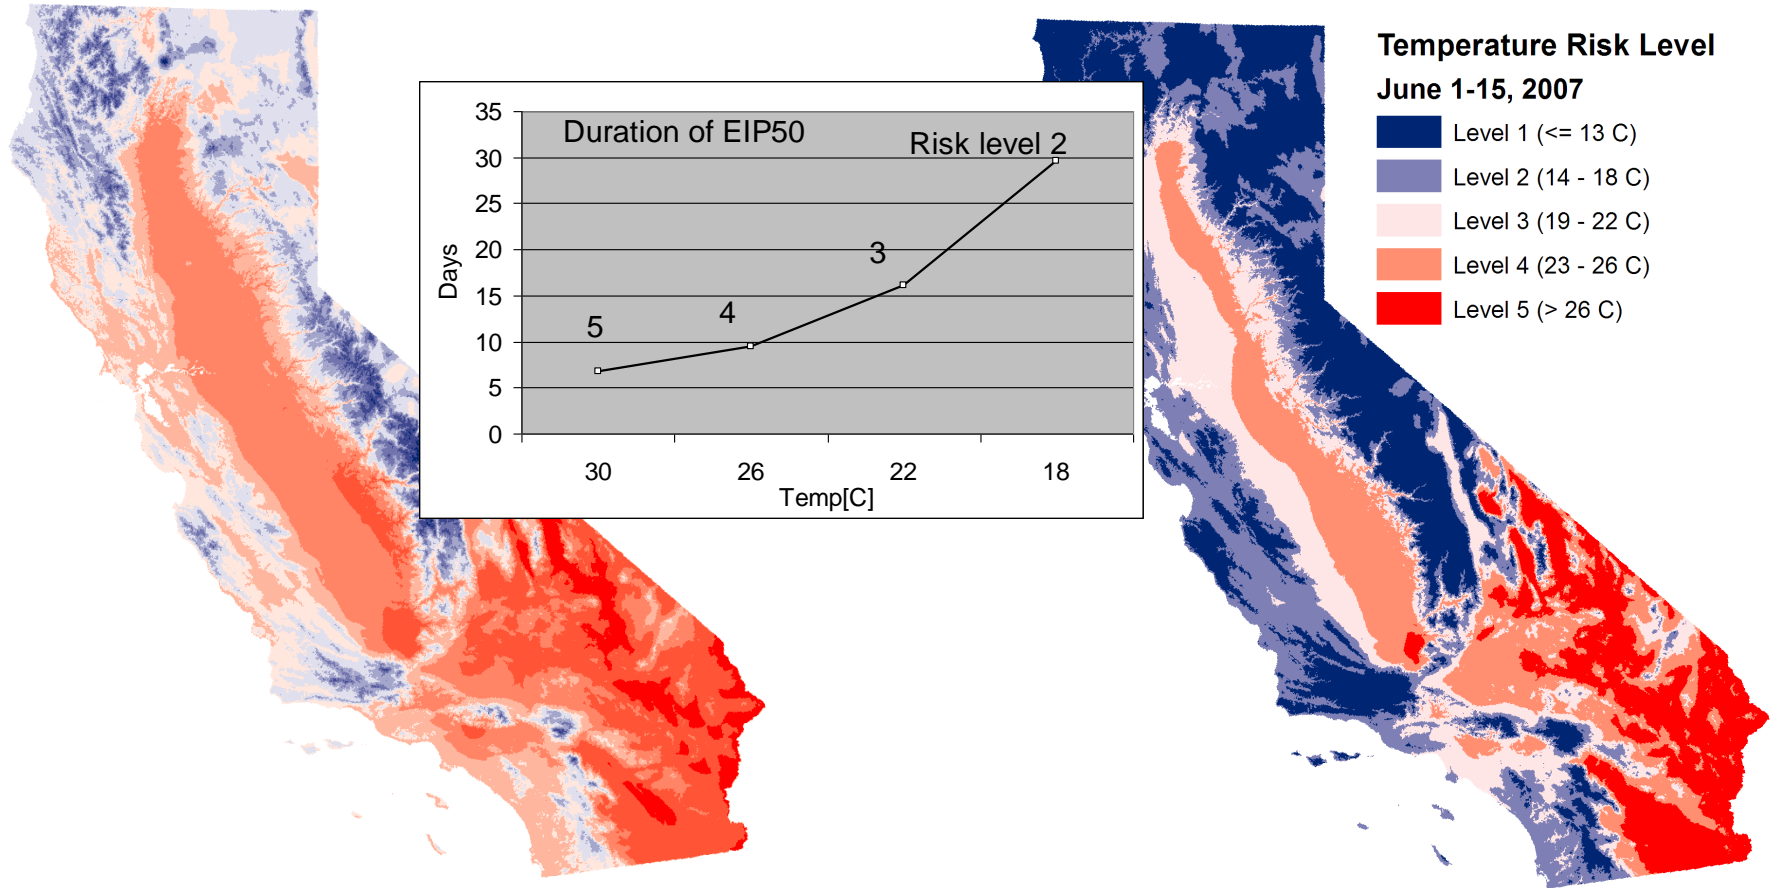 Duration of EIP50
Risk level 2
3
4
5
35
30
25
20
15
10
5
0
Days
30 26 22 18
Temp[C]
Temperature Risk Level
June 1-15, 2007
Level 1 (<= 13 C)
Level 2 (14 - 18 C)
Level 3 (19 - 22 C)
Level 4 (23 - 26 C)
Level 5 (> 26 C)